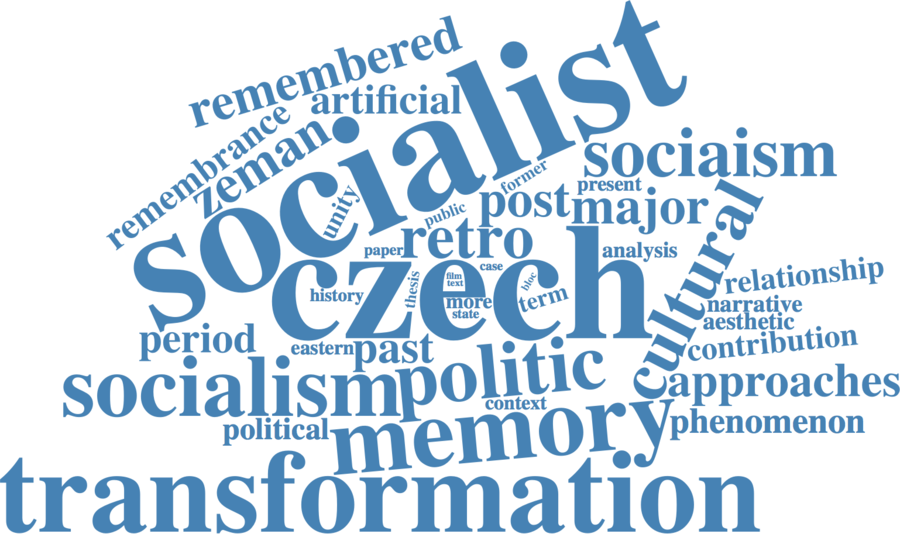 remembered
artificial
socialist
remembrance
zeman
sociaism
former
present
unity
post
major
public
cultural
retro
paper
analysis
czech
case
relationship
film
text
bloc
thesis
history
more
term
narrative
state
aesthetic
period
contribution
eastern
past
politic
approaches
socialism
context
phenomenon
political
memory
transformation